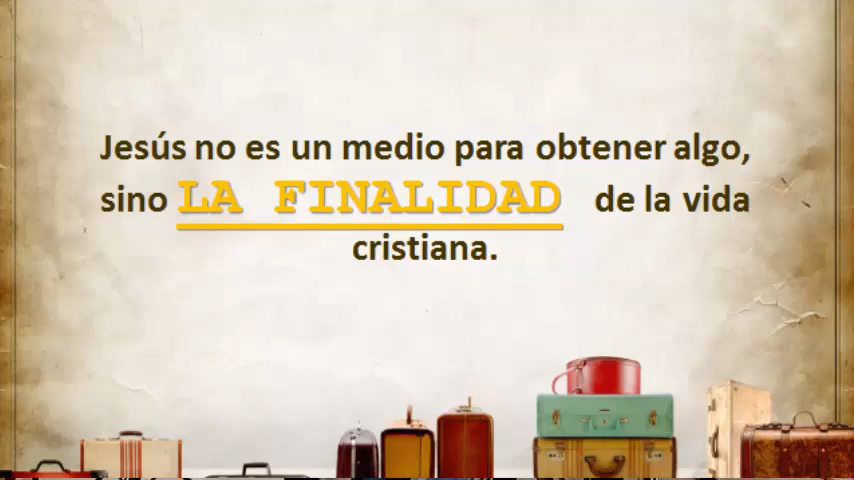 Jesús no es un medio para obtener algo,
sino LA FINALIDAD de la vida
cristiana.